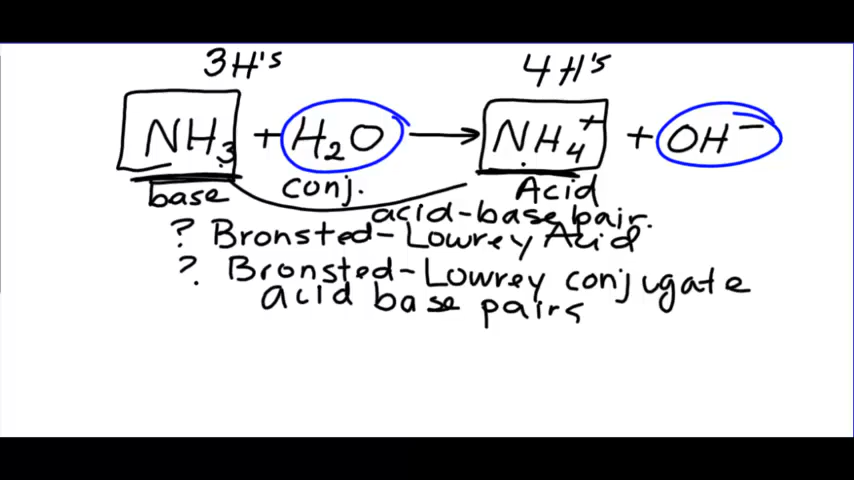 3H's 4H's
NH₃ + H₂O → NH₄⁺ + OH⁻
base conj. Acid
acid-base pair.
? Bronsted-Lowrey Acid
? Bronsted-Lowrey conjugate
acid base pairs